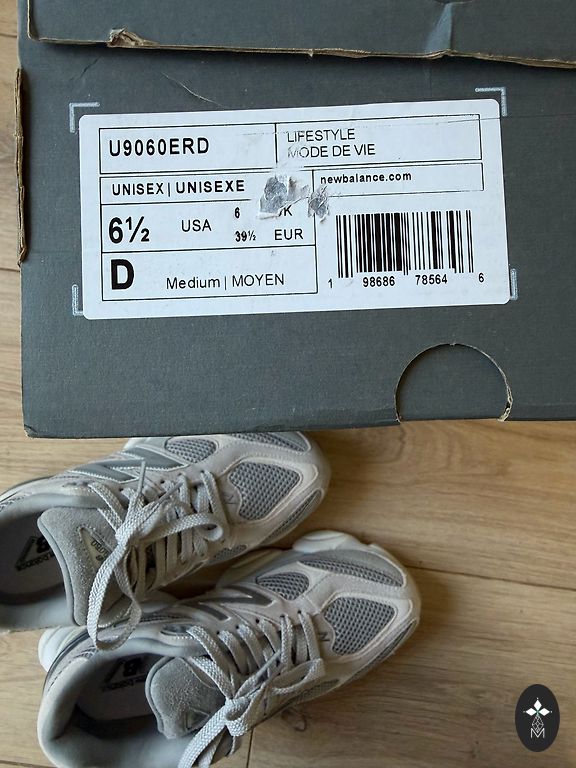 U9060ERD
LIFESTYLE
MODE DE VIE
UNISEX | UNISEXE
newbalance.com
6½ USA 6
39½ EUR
D Medium | MOYEN
1 98686 78564 6